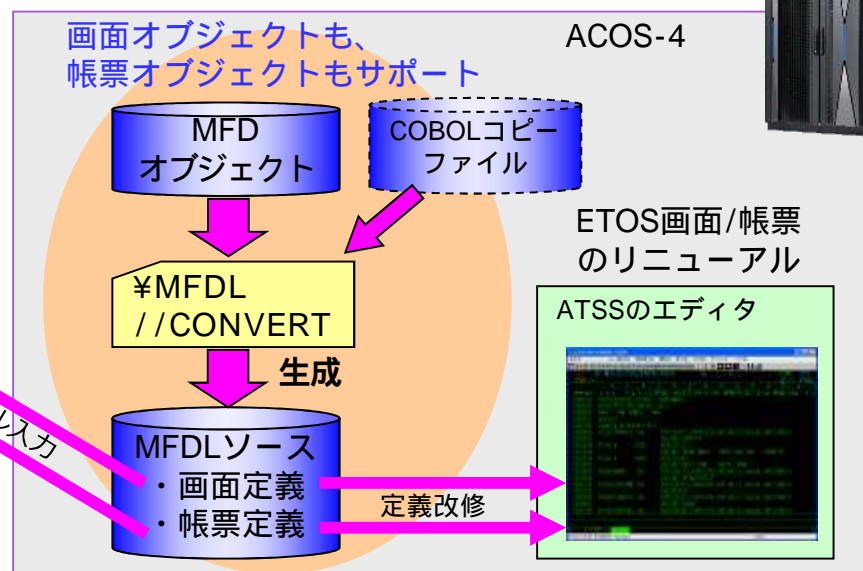 画面オブジェクトも、
帳票オブジェクトもサポート
ACOS-4
MFD
オブジェクト
COBOLコピー
ファイル
ETOS画面/帳票
のリニューアル
¥MFDL
//CONVERT
ATSSのエディタ
生成
ル入力
MFDLソース
・画面定義
・帳票定義
定義改修